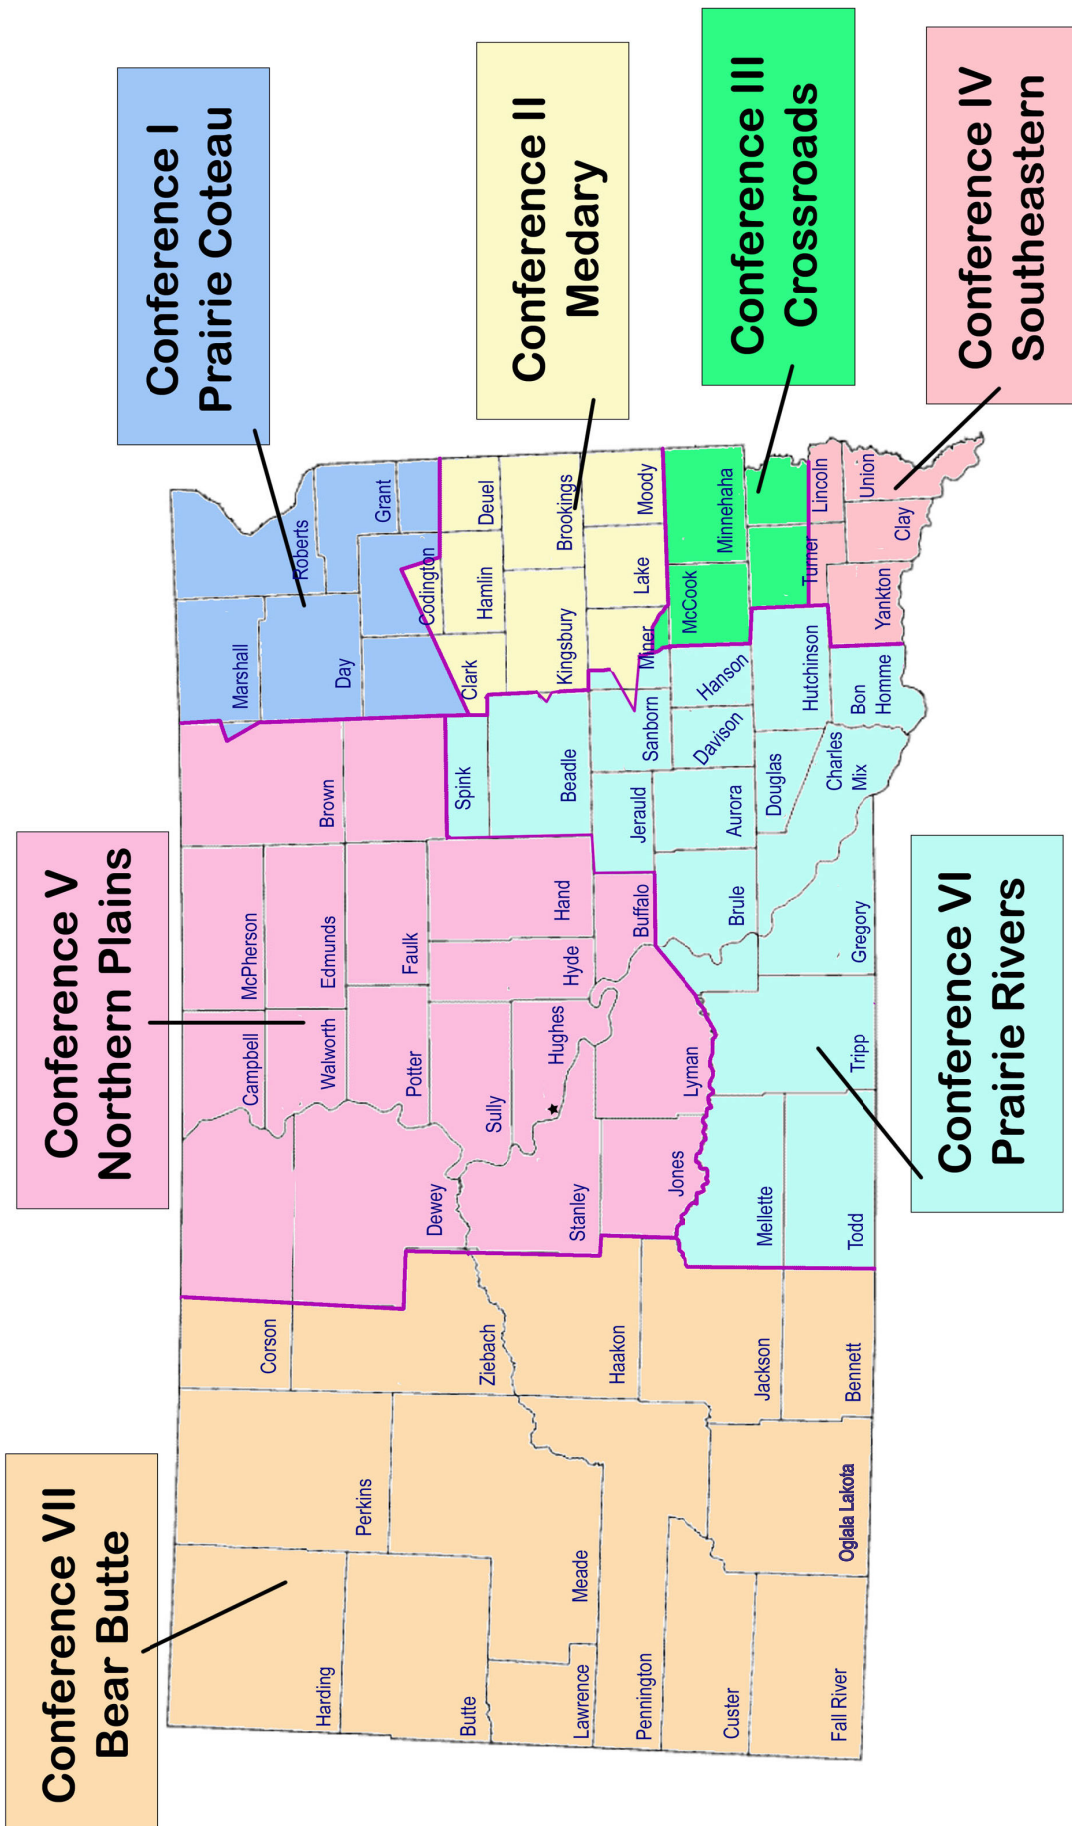 Conference VII
Bear Butte
Conference V
Northern Plains
Conference I
Prairie Coteau
Conference II
Medary
Conference III
Crossroads
Conference IV
Southeastern
Conference VI
Prairie Rivers
Harding
Perkins
Corson
Campbell
McPherson
Brown
Marshall
Roberts
Day
Walworth
Edmunds
Butte
Ziebach
Dewey
Potter
Faulk
Spink
Clark
Codington
Grant
Deuel
Hamlin
Lawrence
Meade
Haakon
Stanley
Sully
Hughes
Hyde
Hand
Beadle
Kingsbury
Brookings
Pennington
Jackson
Jones
Lyman
Buffalo
Jerauld
Sanborn
Miner
Lake
Moody
Custer
Mellette
Brule
Aurora
Davison
Hanson
McCook
Minnehaha
Fall River
Oglala Lakota
Bennett
Todd
Tripp
Gregory
Charles
Mix
Douglas
Hutchinson
Turner
Lincoln
Bon
Homme
Yankton
Clay
Union